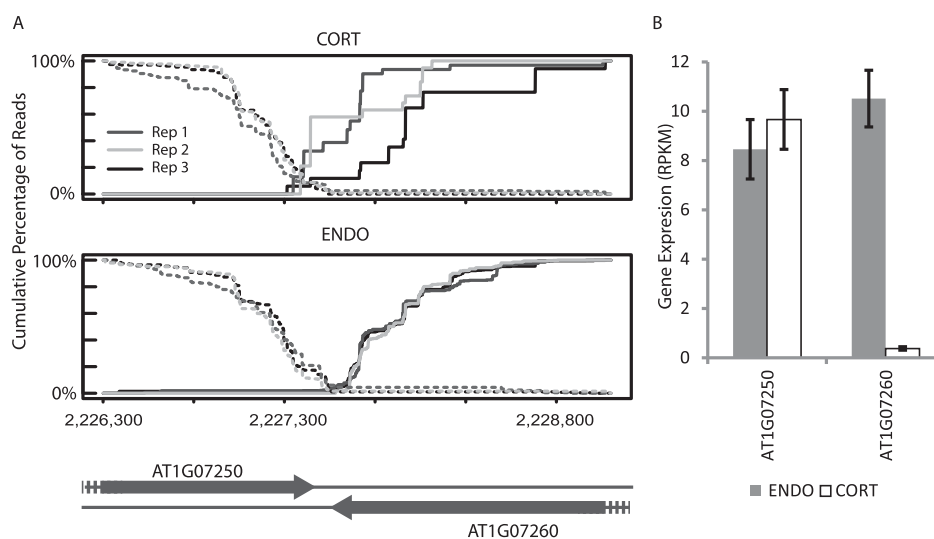 A
CORT
Cumulative Percentage of Reads
100%
Rep 1
Rep 2
Rep 3
0%
ENDO
100%
0%
2,226,300
2,227,300
2,228,800
AT1G07250
AT1G07260
B
Gene Expresion (RPKM)
12
10
8
6
4
2
0
AT1G07250
AT1G07260
ENDO
CORT